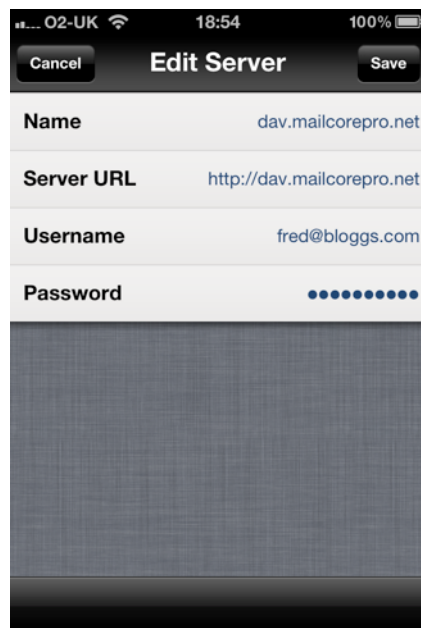 O2-UK 18:54 100%
Cancel Edit Server Save
Name dav.mailcorepro.net
Server URL http://dav.mailcorepro.net
Username fred@bloggs.com
Password ●●●●●●●●●●